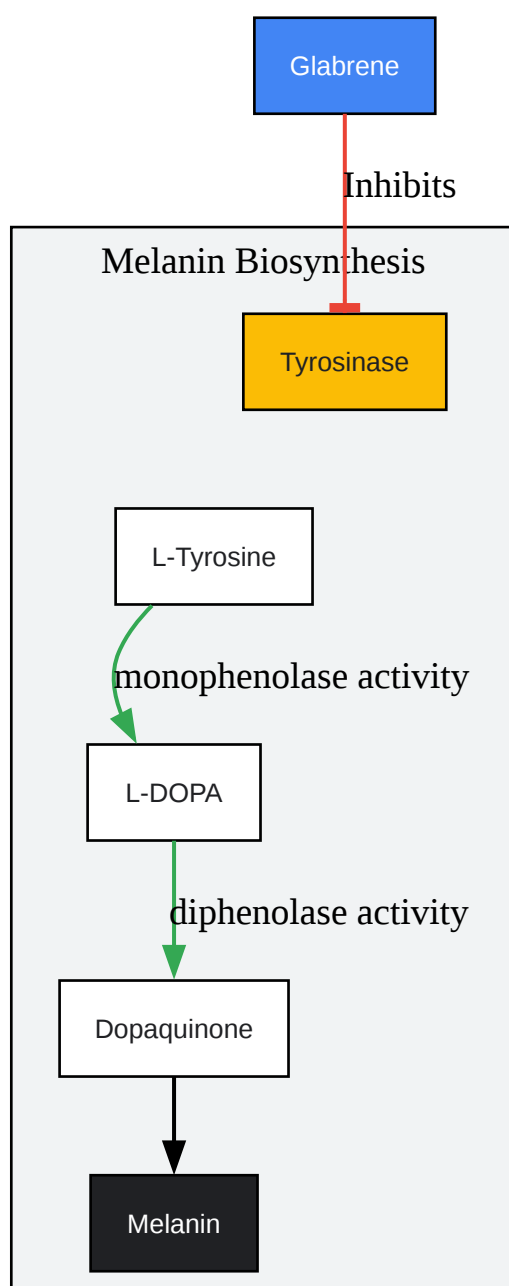 Glabrene
Inhibits
Melanin Biosynthesis
Tyrosinase
L-Tyrosine
monophenolase activity
L-DOPA
diphenolase activity
Dopaquinone
Melanin